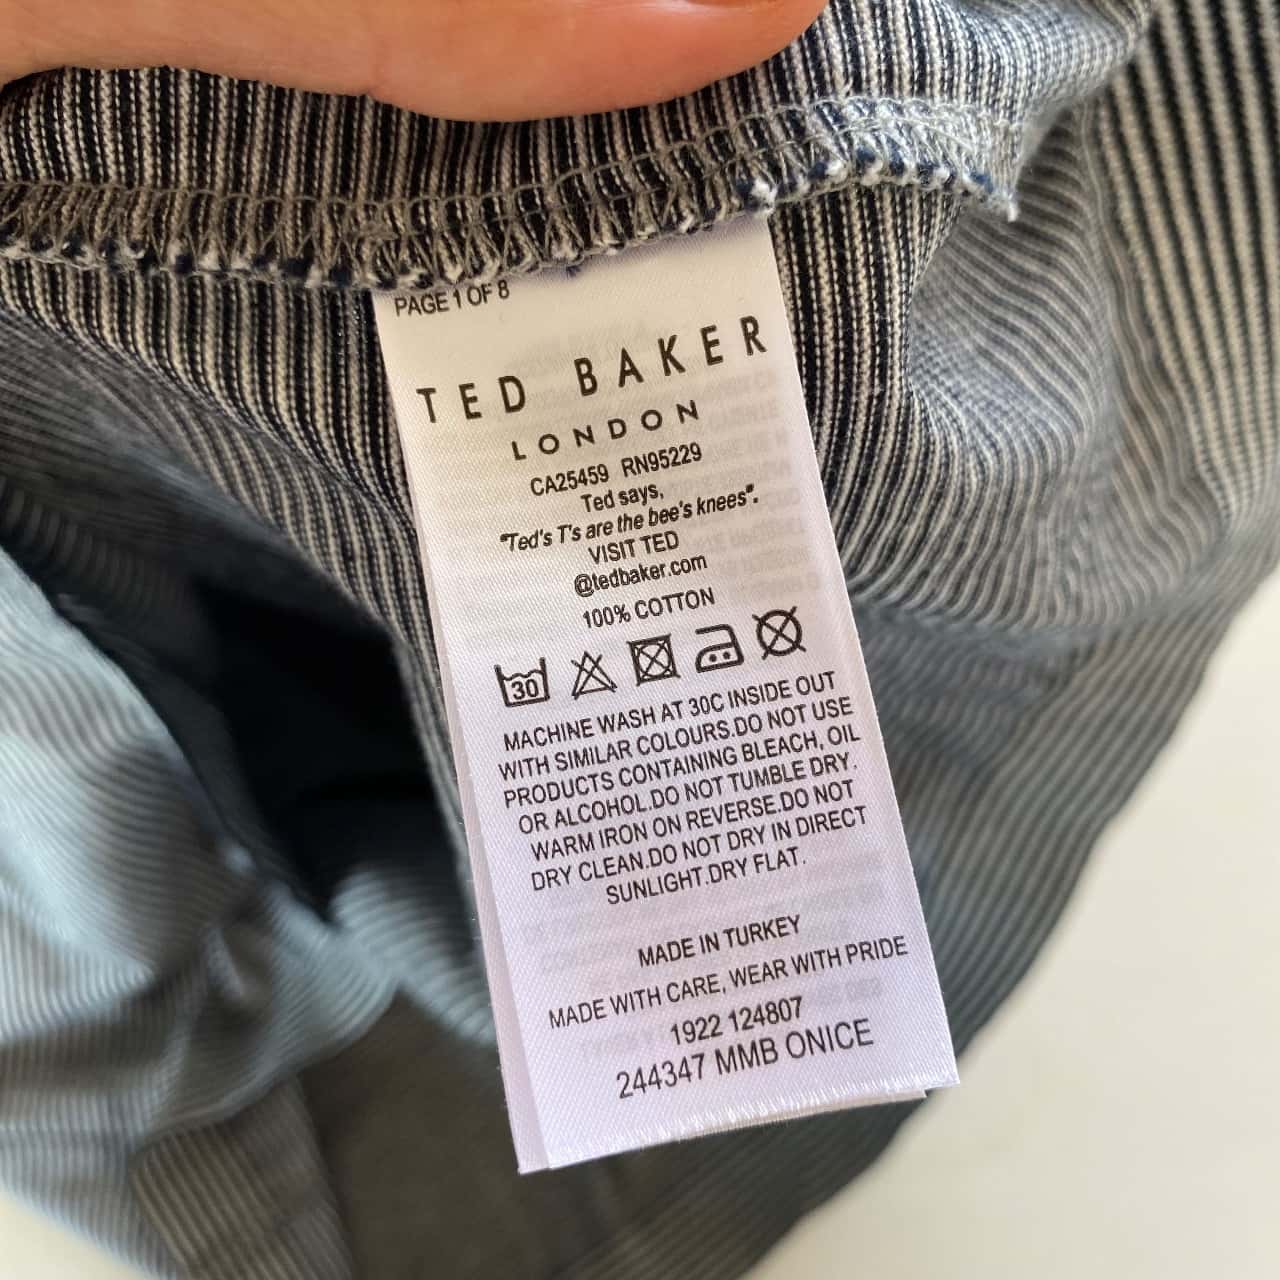 PAGE 1 OF 8
TED BAKER
LONDON
CA25459 RN95229
Ted says,
"Ted's T's are the bee's knees".
VISIT TED
@tedbaker.com
100% COTTON
30
MACHINE WASH AT 30C INSIDE OUT
WITH SIMILAR COLOURS.DO NOT USE
PRODUCTS CONTAINING BLEACH, OIL
OR ALCOHOL.DO NOT TUMBLE DRY.
WARM IRON ON REVERSE.DO NOT
DRY CLEAN.DO NOT DRY IN DIRECT
SUNLIGHT.DRY FLAT.
MADE IN TURKEY
MADE WITH CARE, WEAR WITH PRIDE
1922 124807
244347 MMB ONICE